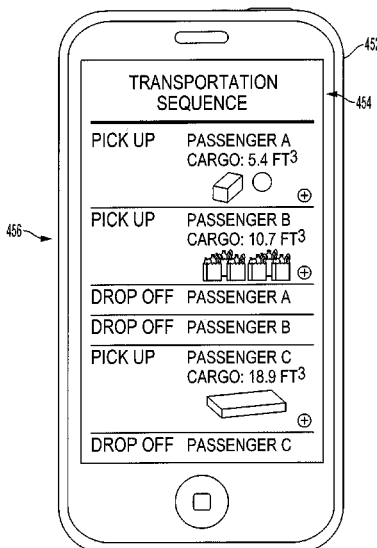 TRANSPORTATION
SEQUENCE
PICK UP PASSENGER A
CARGO: 5.4 FT3
PICK UP PASSENGER B
CARGO: 10.7 FT3
DROP OFF PASSENGER A
DROP OFF PASSENGER B
PICK UP PASSENGER C
CARGO: 18.9 FT3
DROP OFF PASSENGER C
452
454
456